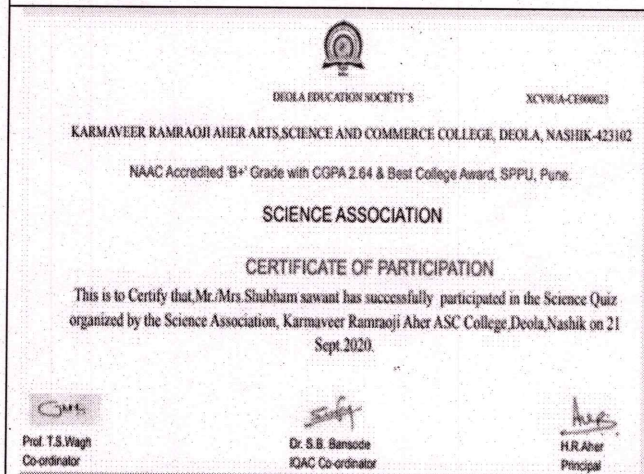 DEOLA EDUCATION SOCIETY'S XCV9UA-CE000023
KARMAVEER RAMRAOJI AHER ARTS,SCIENCE AND COMMERCE COLLEGE, DEOLA, NASHIK-423102
NAAC Accredited 'B+' Grade with CGPA 2.64 & Best College Award, SPPU, Pune.
SCIENCE ASSOCIATION
CERTIFICATE OF PARTICIPATION
This is to Certify that,Mr./Mrs.Shubham sawant has successfully participated in the Science Quiz
organized by the Science Association, Karmaveer Ramraoji Aher ASC College,Deola,Nashik on 21
Sept.2020.
Prof. T.S.Wagh Dr. S.B. Bansode H.R.Aher
Co-ordinator IQAC Co-ordinator Principal